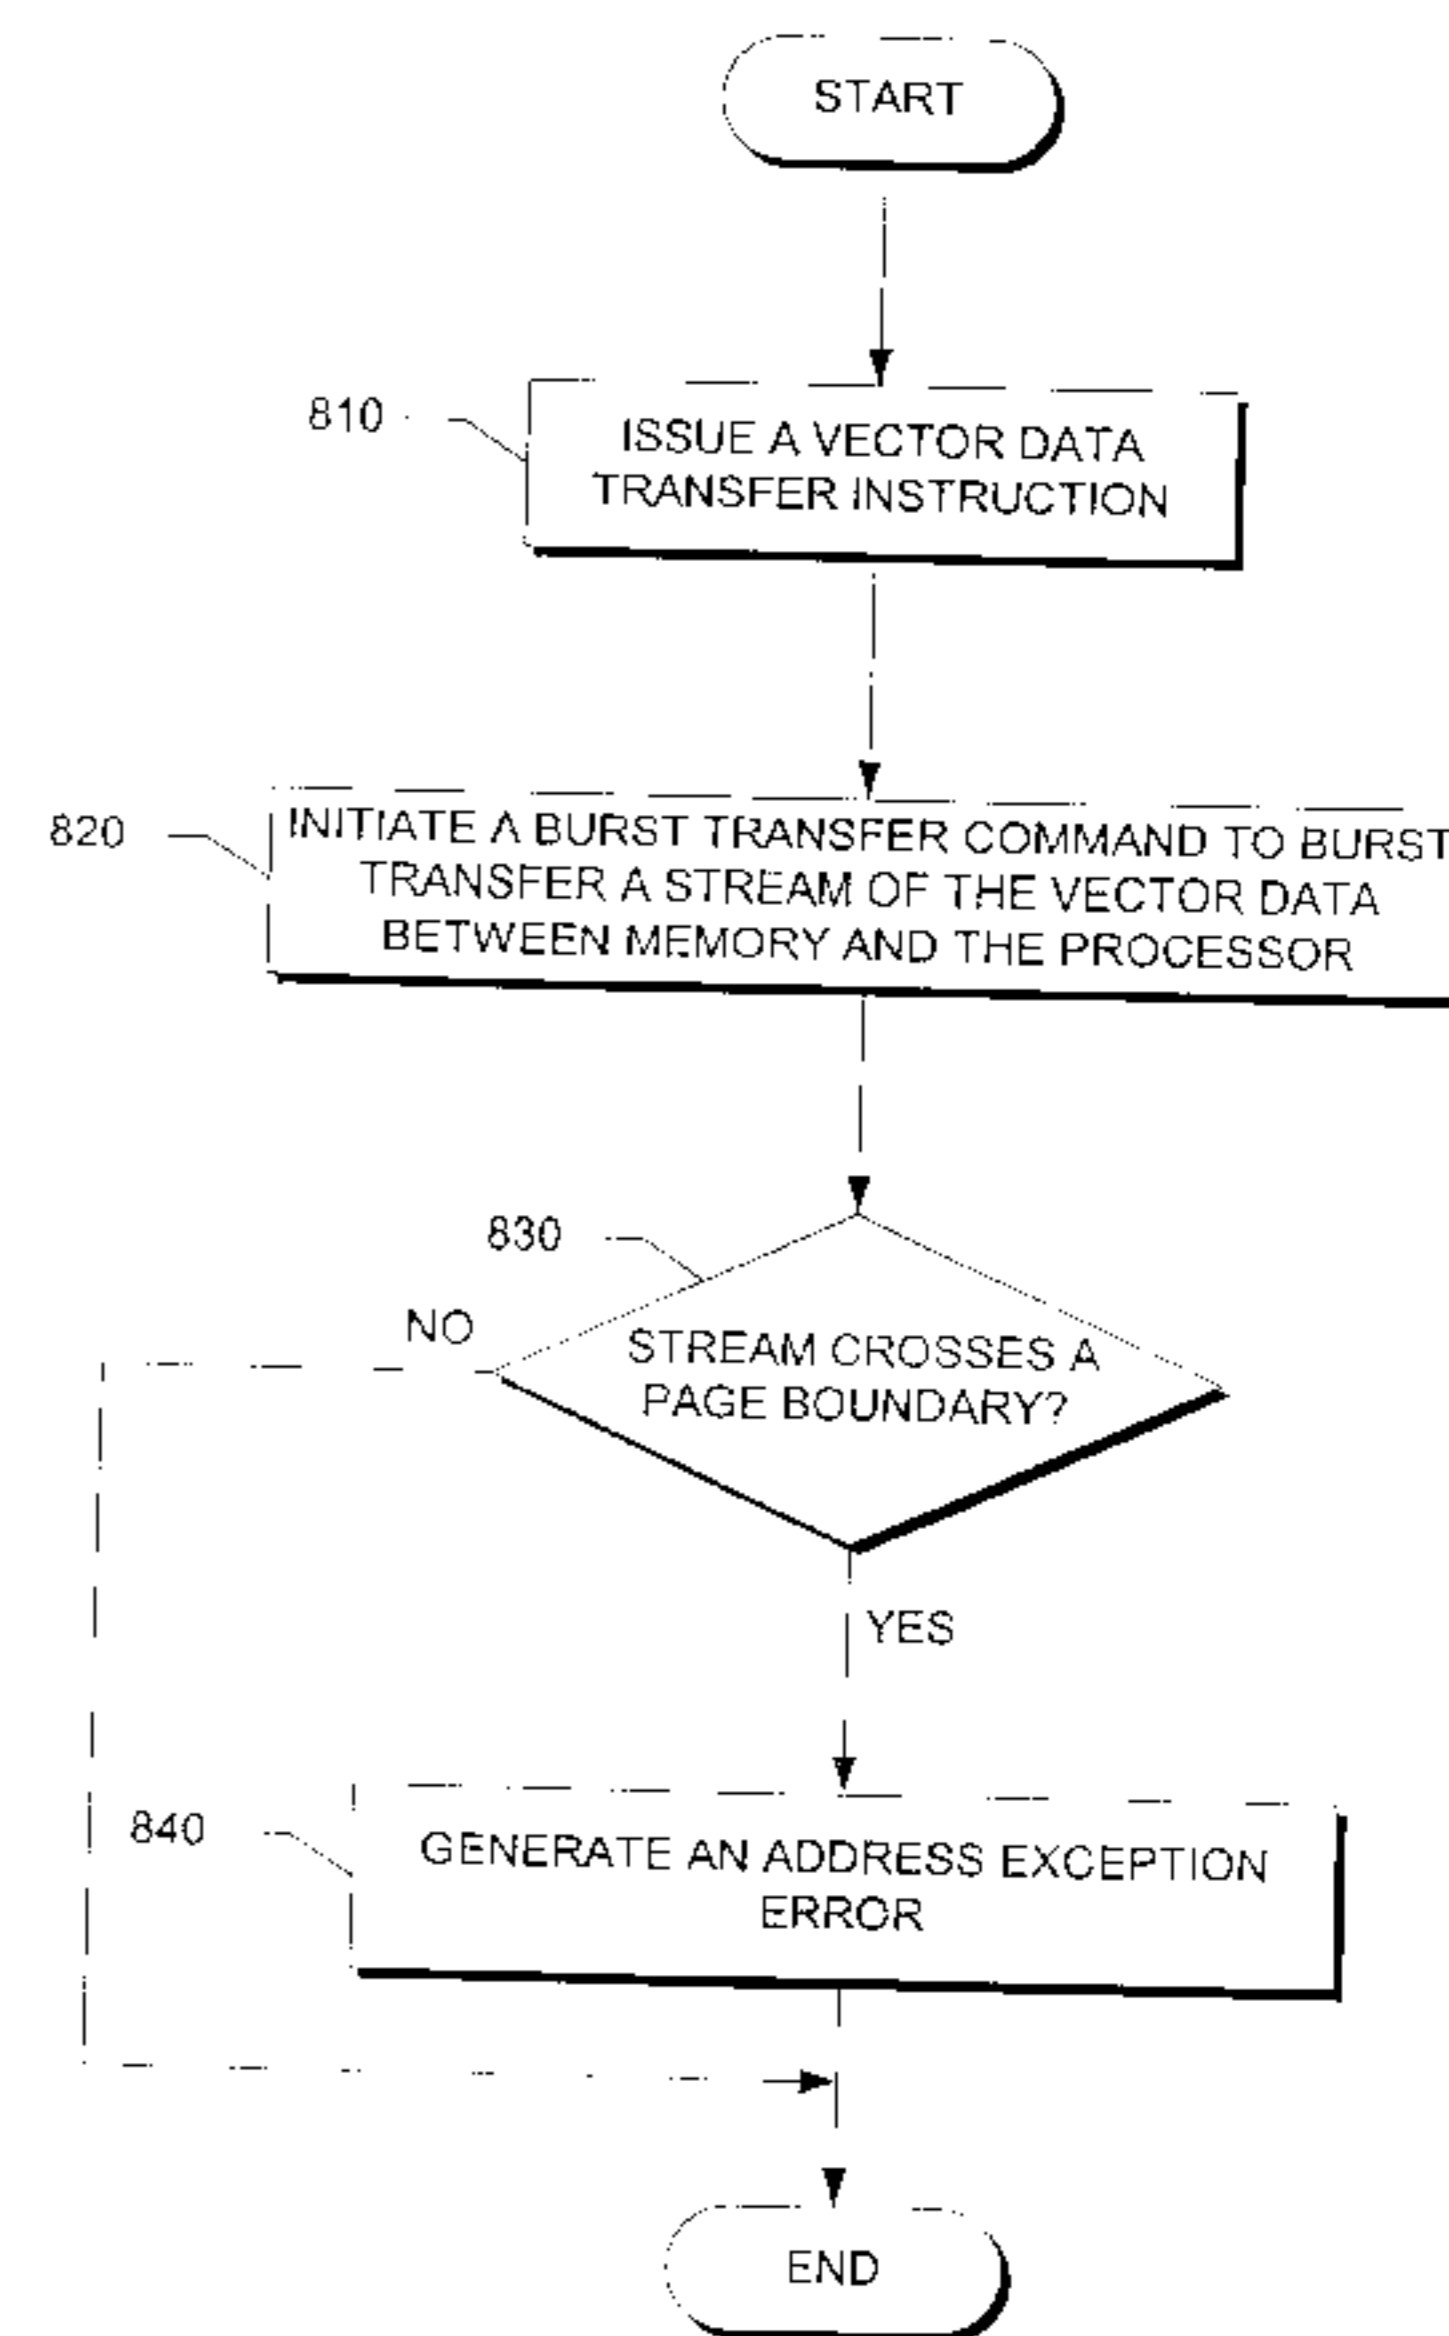 START
810
ISSUE A VECTOR DATA
TRANSFER INSTRUCTION
820
INITIATE A BURST TRANSFER COMMAND TO BURST
TRANSFER A STREAM OF THE VECTOR DATA
BETWEEN MEMORY AND THE PROCESSOR
830
NO
STREAM CROSSES A
PAGE BOUNDARY?
YES
840
GENERATE AN ADDRESS EXCEPTION
ERROR
END